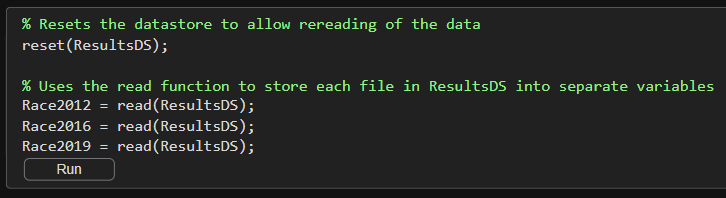 % Resets the datastore to allow rereading of the data
reset(ResultsDS);
% Uses the read function to store each file in ResultsDS into separate variables
Race2012 = read(ResultsDS);
Race2016 = read(ResultsDS);
Race2019 = read(ResultsDS);
Run